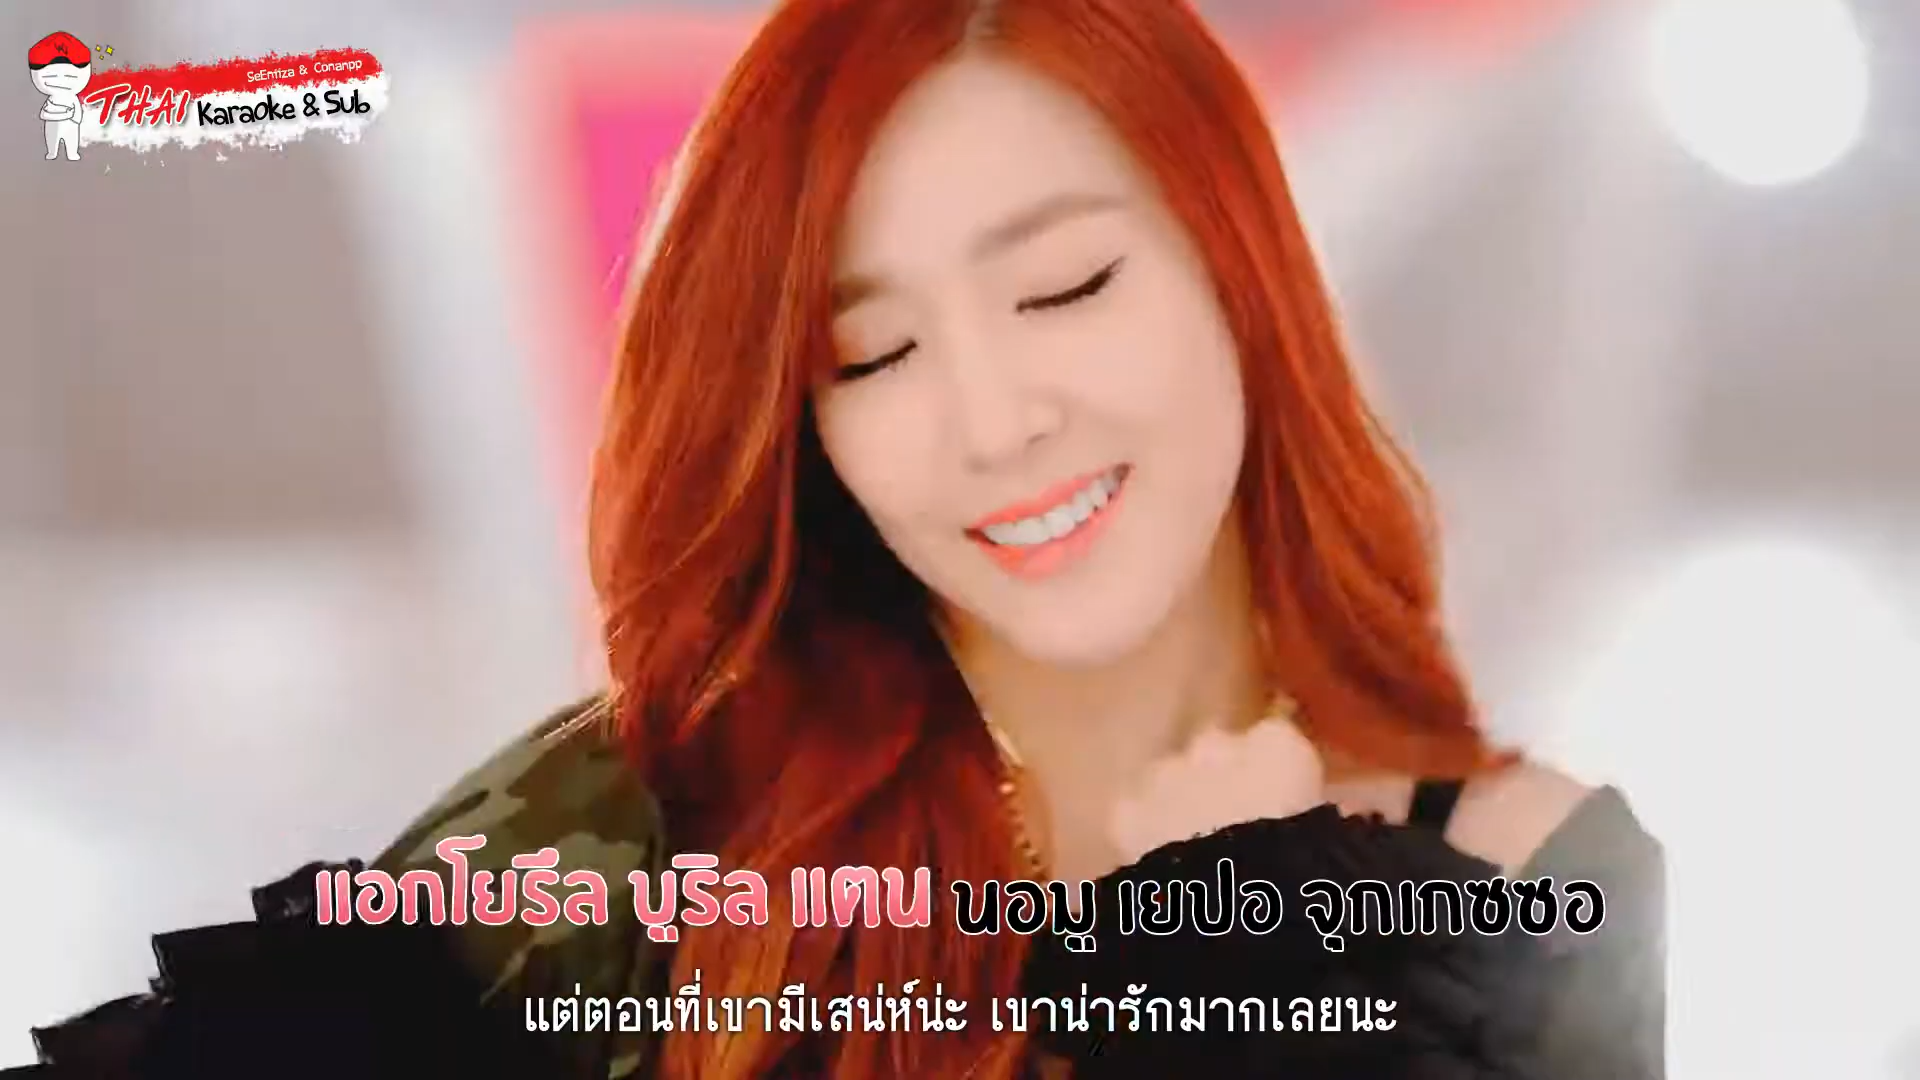 SeEntiza & Conanpp
THAI Karaoke & Sub
แอกโยรึล บูริล แตน นอมู เยปอ จุกเกซซอ
แต่ตอนที่เขามีเสน่ห์น่ะ เขาน่ารักมากเลยนะ